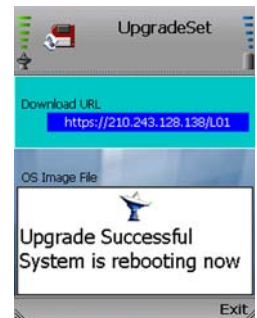 UpgradeSet
Download URL
https://210.243.128.138/L01
OS Image File
Upgrade Successful
System is rebooting now
Exit